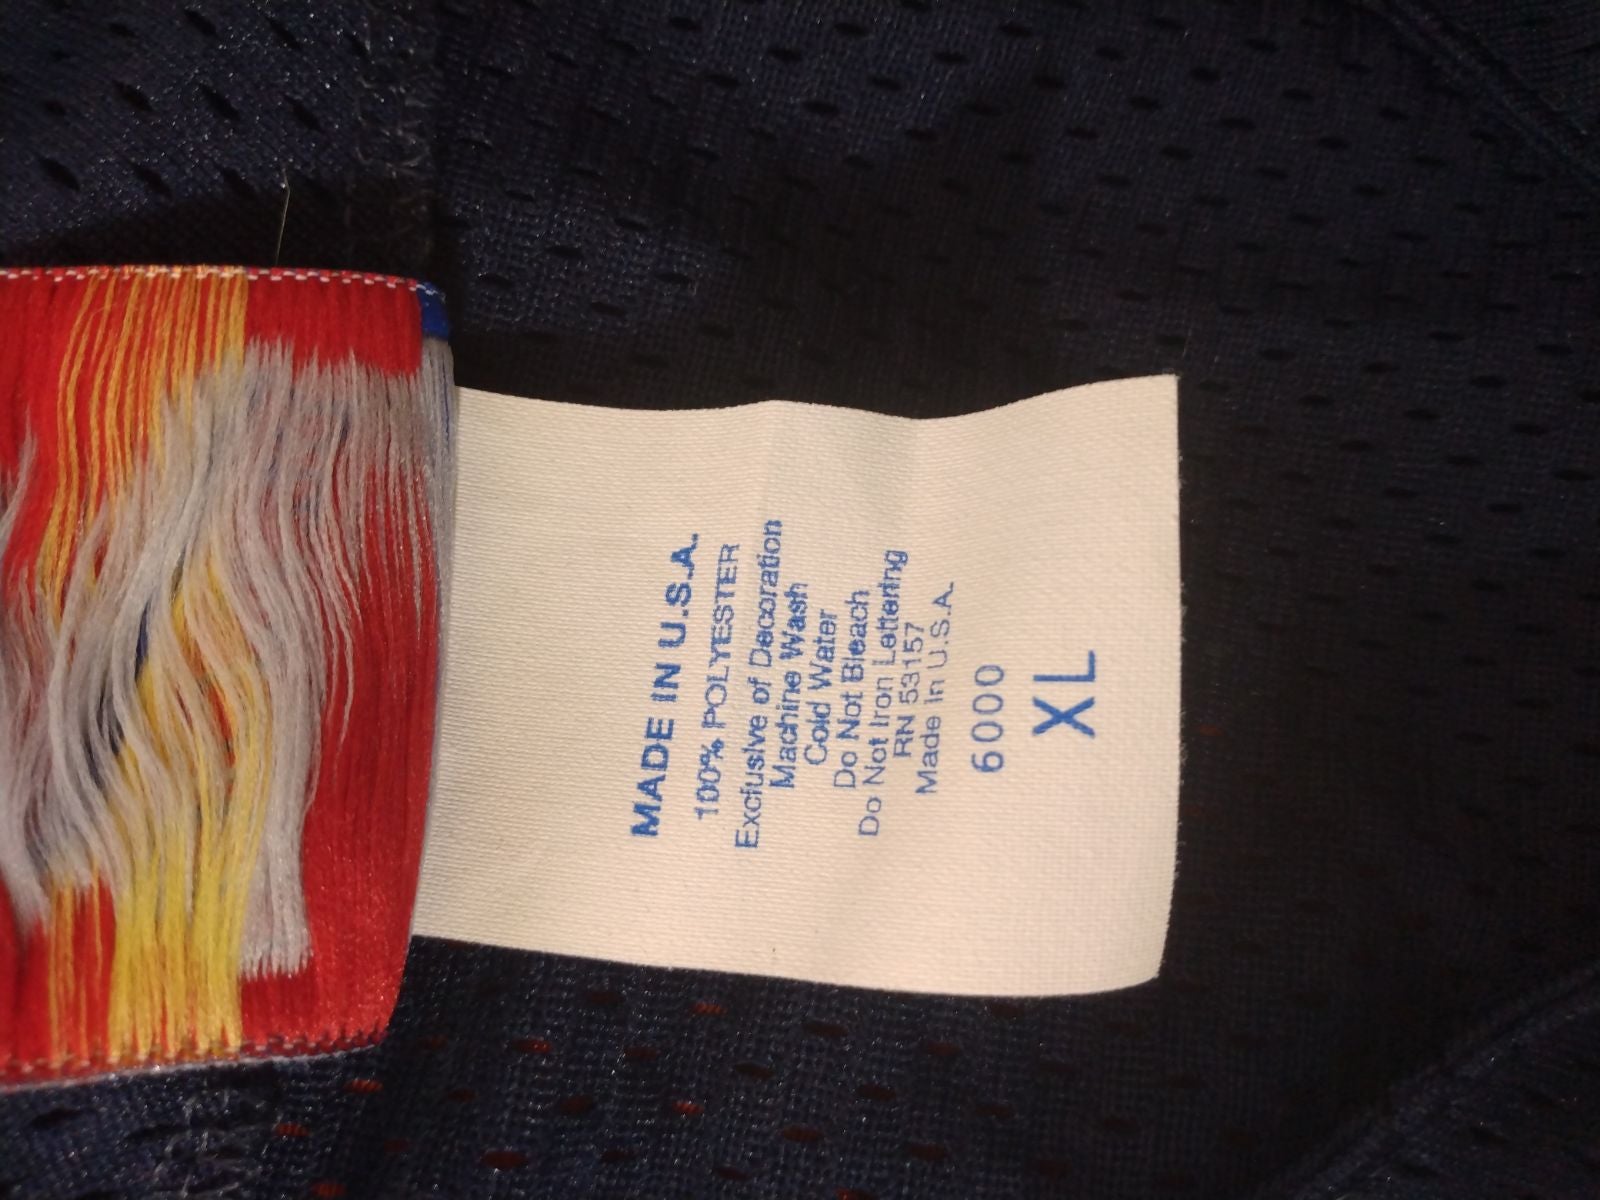 MADE IN U.S.A.
100% POLYESTER
Exclusive of Decoration
Machine Wash
Cold Water
Do Not Bleach
Do Not Iron Lettering
RN 53157
Made in U.S.A.
6000
XL